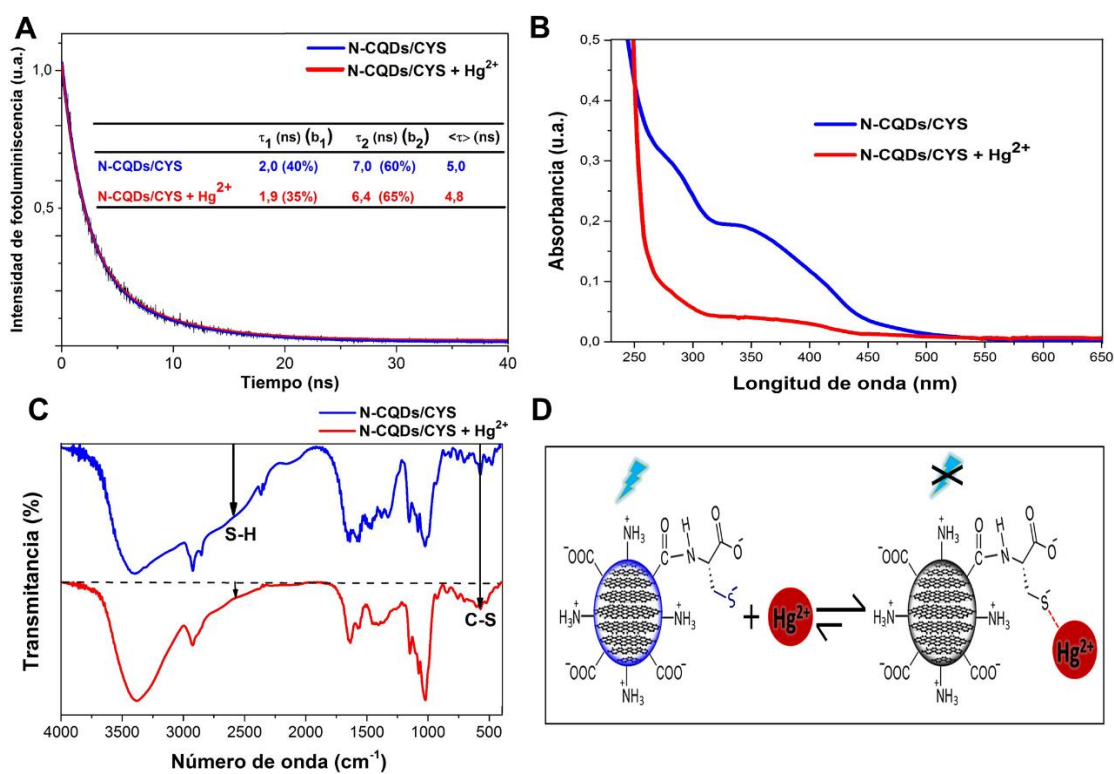 A
N-CQDs/CYS
N-CQDs/CYS + Hg²⁺
Intensidad de fotoluminiscencia (u.a.)
1,0
0,5
τ₁ (ns) (b₁) τ₂ (ns) (b₂) <τ> (ns)
N-CQDs/CYS 2,0 (40%) 7,0 (60%) 5,0
N-CQDs/CYS + Hg²⁺ 1,9 (35%) 6,4 (65%) 4,8
0 10 20 30 40
Tiempo (ns)
B
N-CQDs/CYS
N-CQDs/CYS + Hg²⁺
Absorbancia (u.a.)
0,5
0,4
0,3
0,2
0,1
0,0
250 300 350 400 450 500 550 600 650
Longitud de onda (nm)
C
N-CQDs/CYS
N-CQDs/CYS + Hg²⁺
Transmitancia (%)
S-H
C-S
4000 3500 3000 2500 2000 1500 1000 500
Número de onda (cm⁻¹)
D
⁻OOC
NH₃⁺
O
C
N
H
O
O⁻
S⁻
H₃N⁺
NH₃⁺
⁻OOC
COO⁻
NH₃⁺
+
Hg²⁺
⁻OOC
NH₃⁺
O
C
N
H
O
O⁻
S
H₃N⁺
NH₃⁺
Hg²⁺
⁻OOC
COO⁻
NH₃⁺